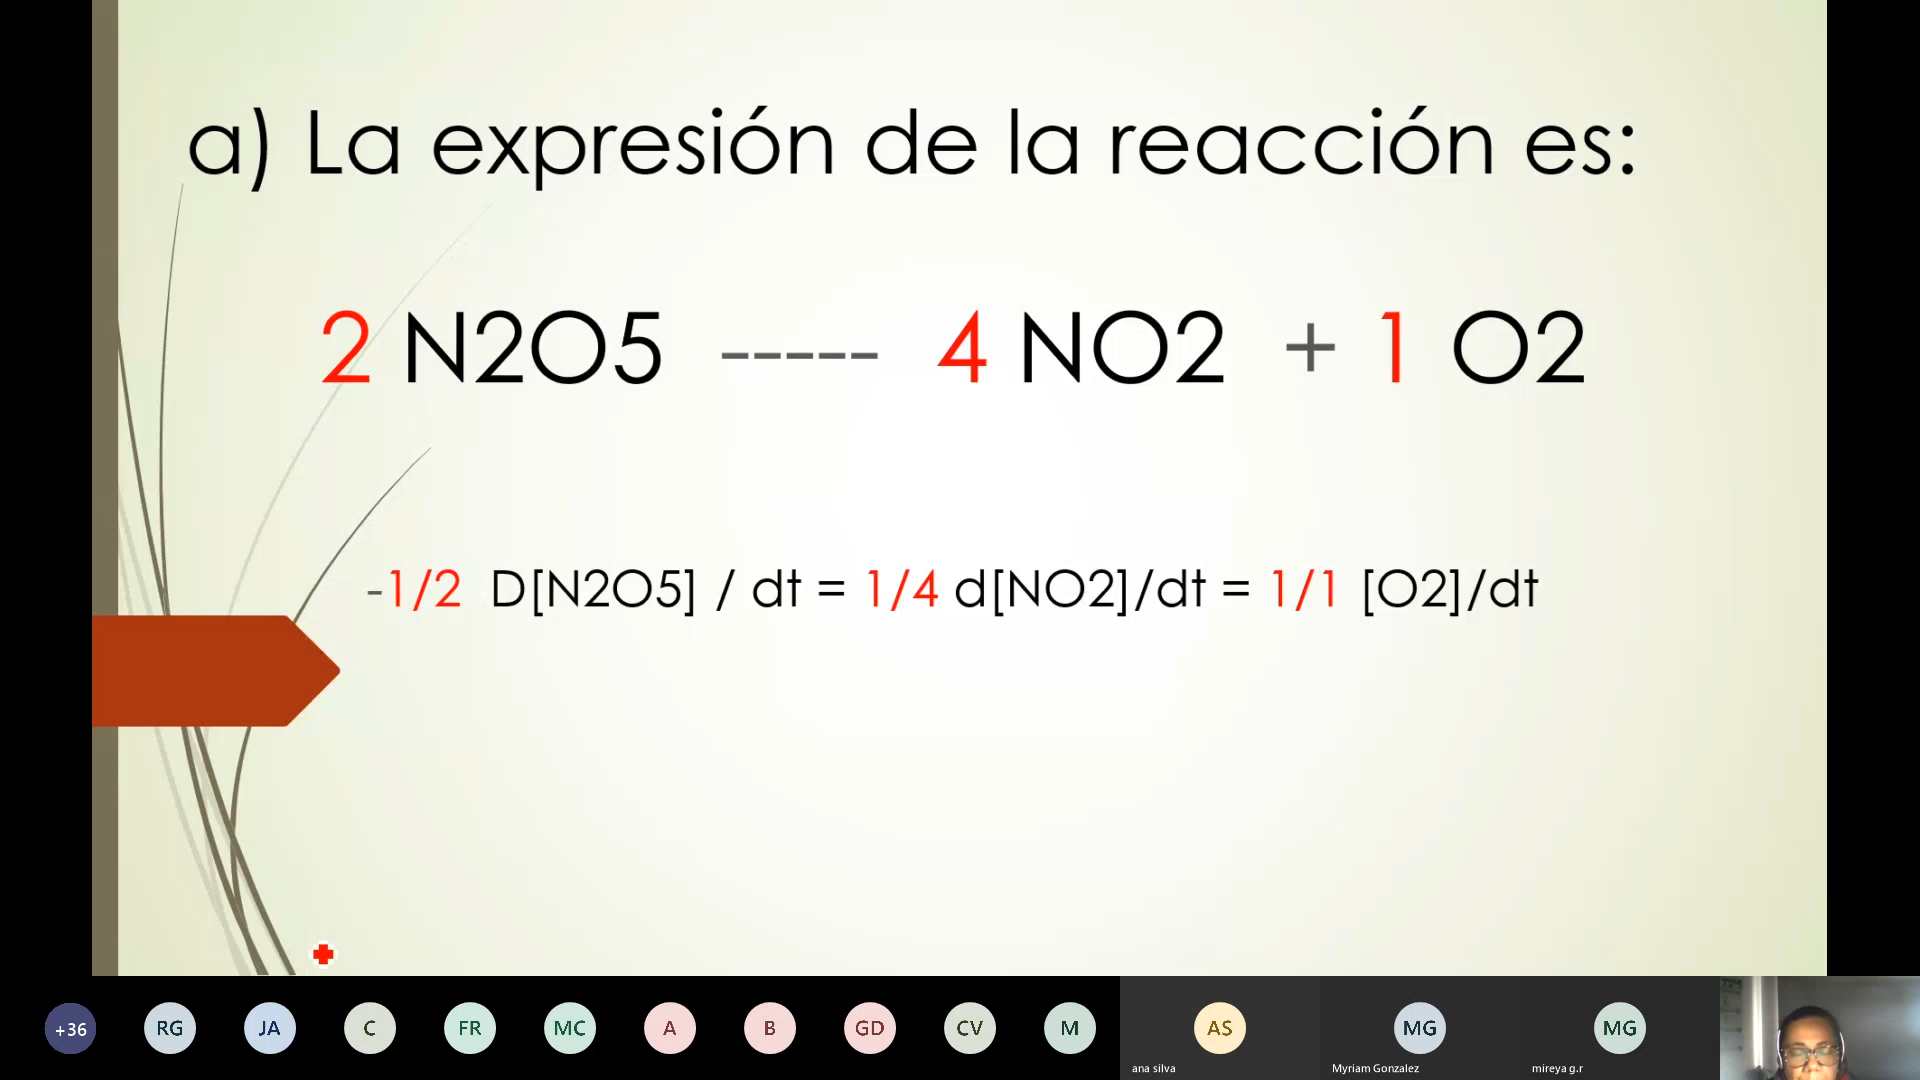 a) La expresión de la reacción es:
2 N2O5 ----- 4 NO2 + 1 O2
-1/2 D[N2O5] / dt = 1/4 d[NO2]/dt = 1/1 [O2]/dt
+36 RG JA C FR MC A B GD CV M AS MG MG
ana silva Myriam Gonzalez mireya g.r